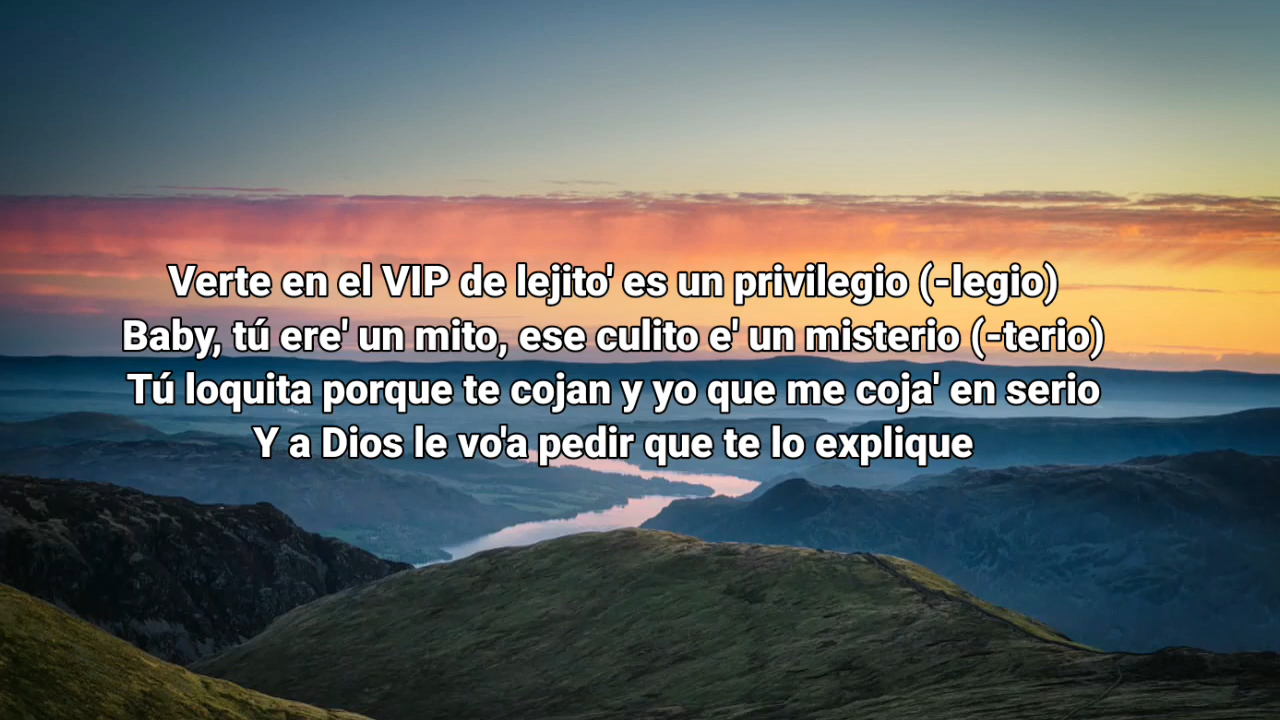 Verte en el VIP de lejito' es un privilegio (-legio)
Baby, tú ere' un mito, ese culito e' un misterio (-terio)
Tú loquita porque te cojan y yo que me coja' en serio
Y a Dios le vo'a pedir que te lo explique